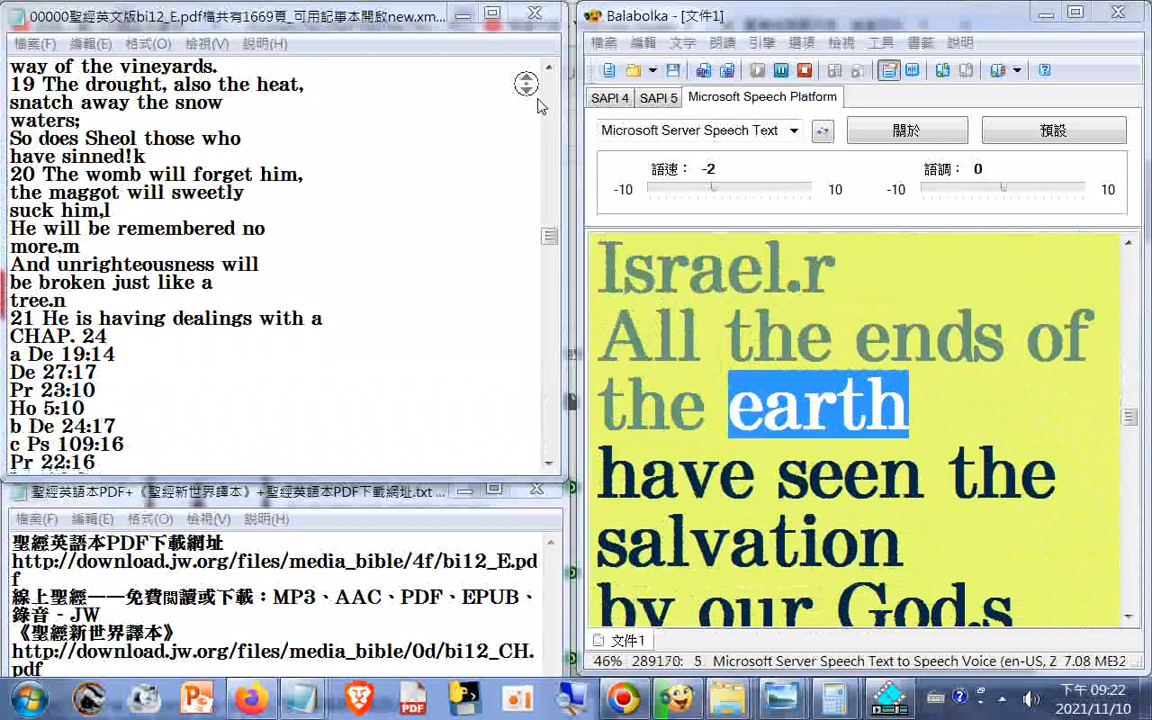 00000聖經英文版bi12_E.pdf檔共有1669頁_可用記事本開啟new.xm...
檔案(F) 編輯(E) 格式(O) 檢視(V) 說明(H)
way of the vineyards.
19 The drought, also the heat,
snatch away the snow
waters;
So does Sheol those who
have sinned!k
20 The womb will forget him,
the maggot will sweetly
suck him,l
He will be remembered no
more.m
And unrighteousness will
be broken just like a
tree.n
21 He is having dealings with a
CHAP. 24
a De 19:14
De 27:17
Pr 23:10
Ho 5:10
b De 24:17
c Ps 109:16
Pr 22:16
聖經英語本PDF+《聖經新世界譯本》+聖經英語本PDF下載網址.txt ...
檔案(F) 編輯(E) 格式(O) 檢視(V) 說明(H)
聖經英語本PDF下載網址
http://download.jw.org/files/media_bible/4f/bi12_E.pd
f
線上聖經——免費閱讀或下載：MP3、AAC、PDF、EPUB、
錄音 - JW
《聖經新世界譯本》
http://download.jw.org/files/media_bible/0d/bi12_CH.
pdf
Balabolka - [文件1]
檔案 編輯 文字 朗讀 引擎 選項 檢視 工具 書籤 說明
SAPI 4 SAPI 5 Microsoft Speech Platform
Microsoft Server Speech Text 關於 預設
語速： -2 語調： 0
-10 10 -10 10
Israel.r
All the ends of
the earth
have seen the
salvation
by our God.s
文件1
46% 289170: 5 Microsoft Server Speech Text to Speech Voice (en-US, Z 7.08 MB
下午 09:22
2021/11/10